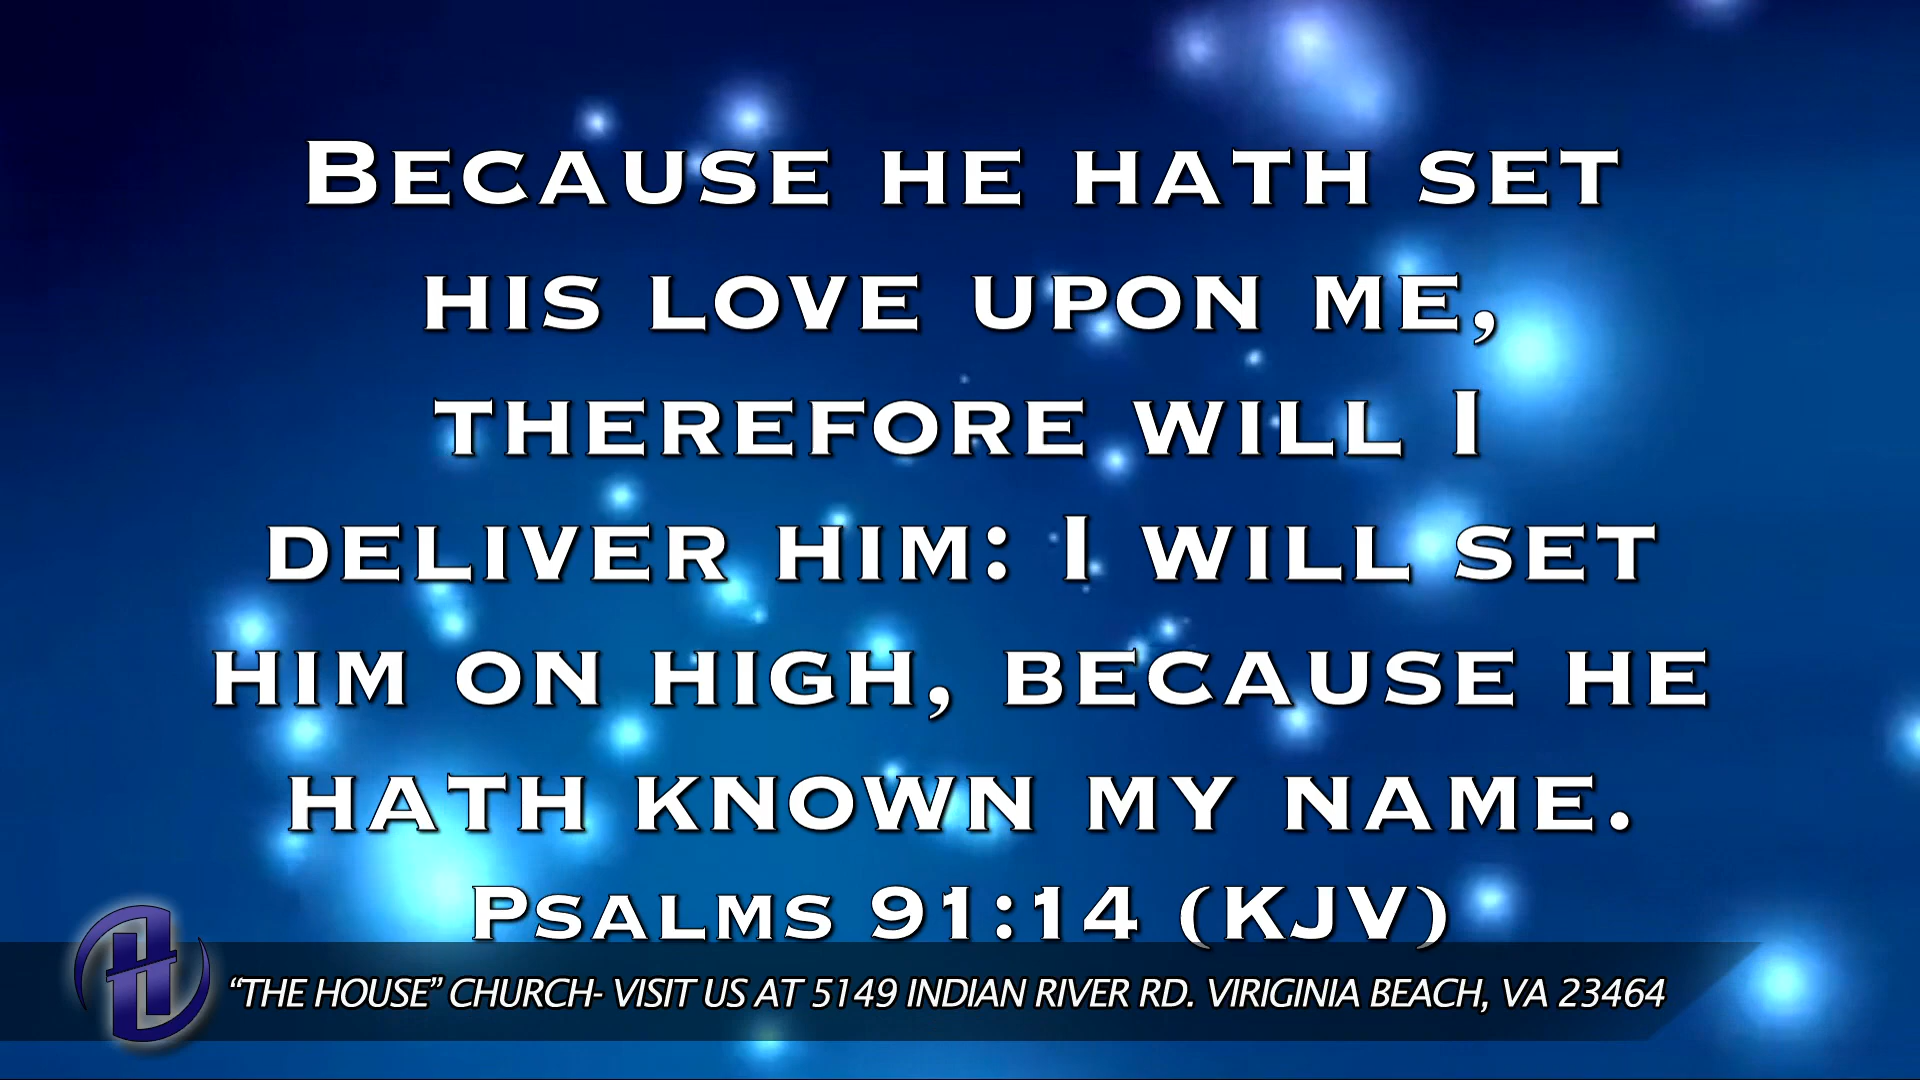 Because he hath set
his love upon me,
therefore will I
deliver him: I will set
him on high, because he
hath known my name.
Psalms 91:14 (KJV)
“THE HOUSE” CHURCH- VISIT US AT 5149 INDIAN RIVER RD. VIRIGINIA BEACH, VA 23464